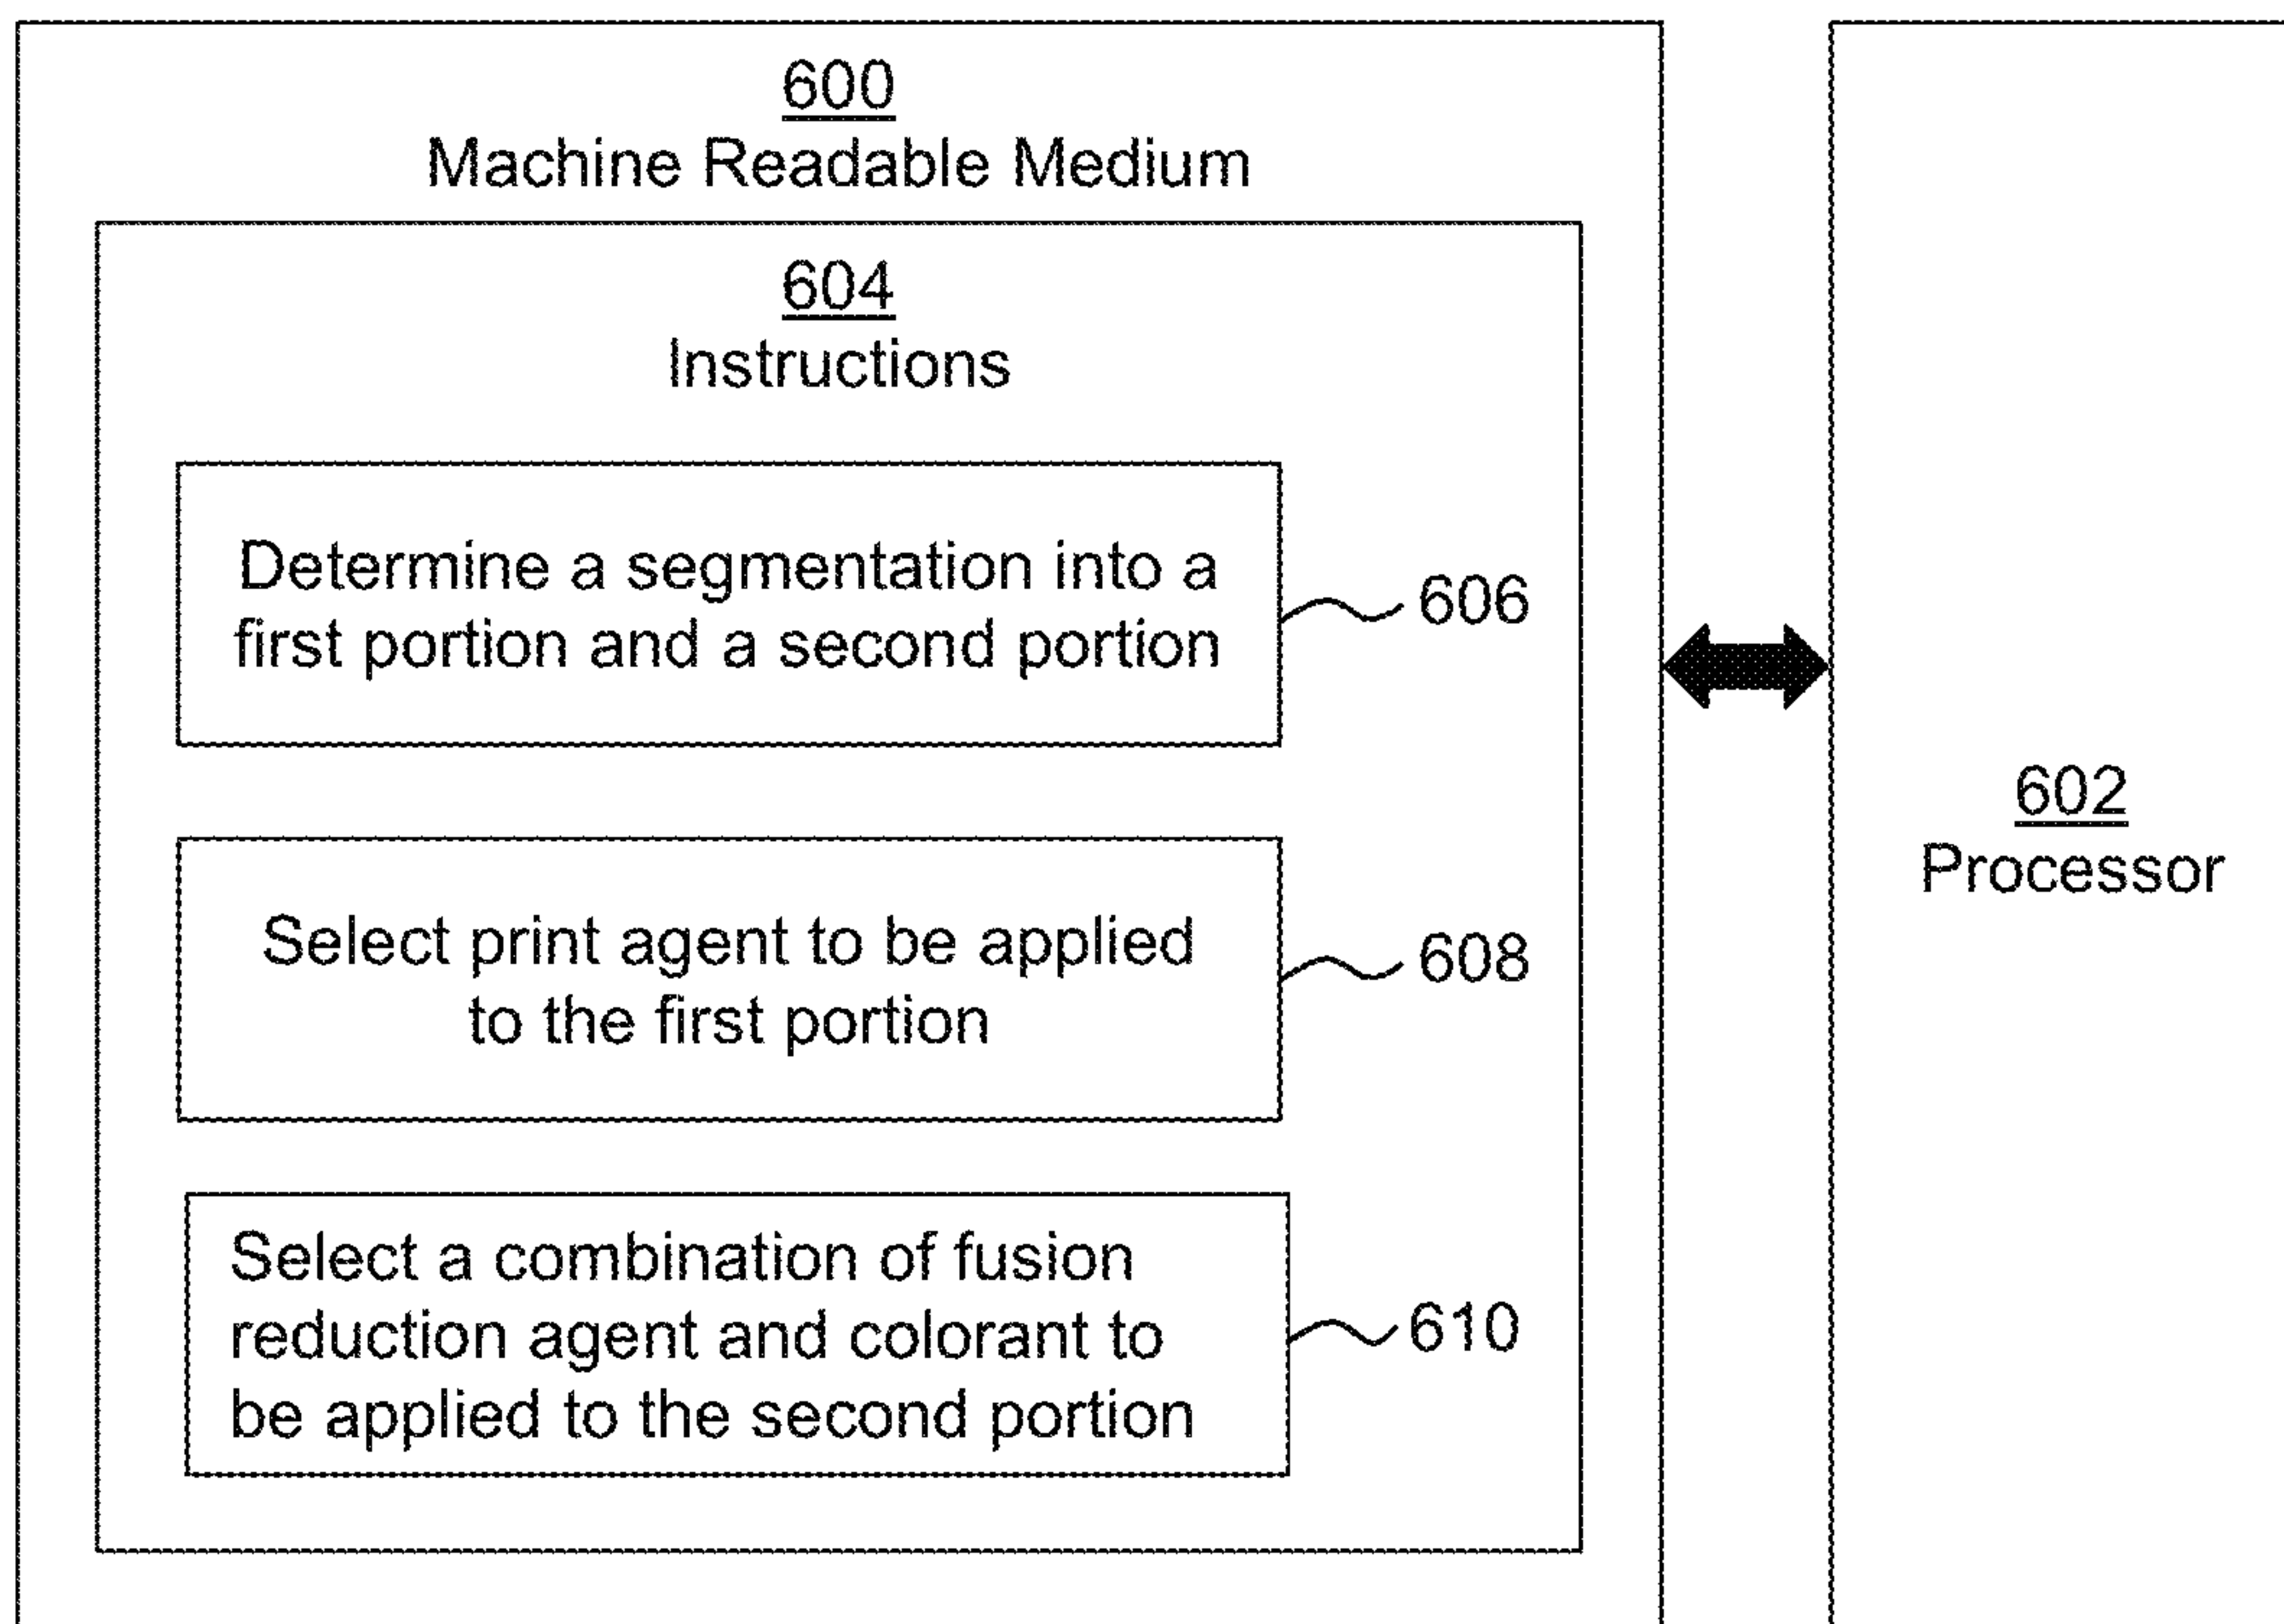 600
Machine Readable Medium
604
Instructions
Determine a segmentation into a
first portion and a second portion
606
Select print agent to be applied
to the first portion
608
Select a combination of fusion
reduction agent and colorant to
be applied to the second portion
610
602
Processor